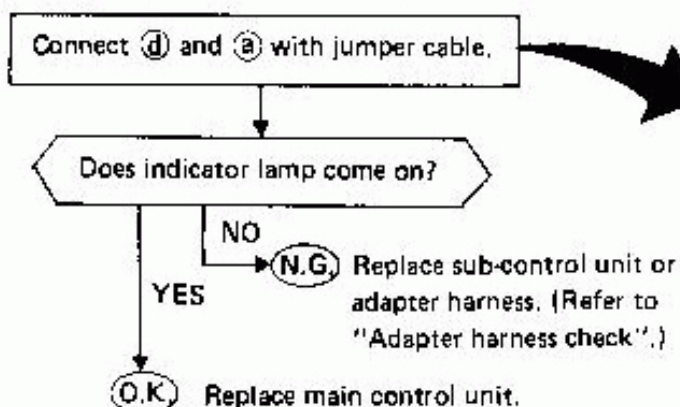 Connect ⓓ and ⓐ with jumper cable.
Does indicator lamp come on?
NO
N.G. Replace sub-control unit or
adapter harness. (Refer to
"Adapter harness check".)
YES
O.K. Replace main control unit.